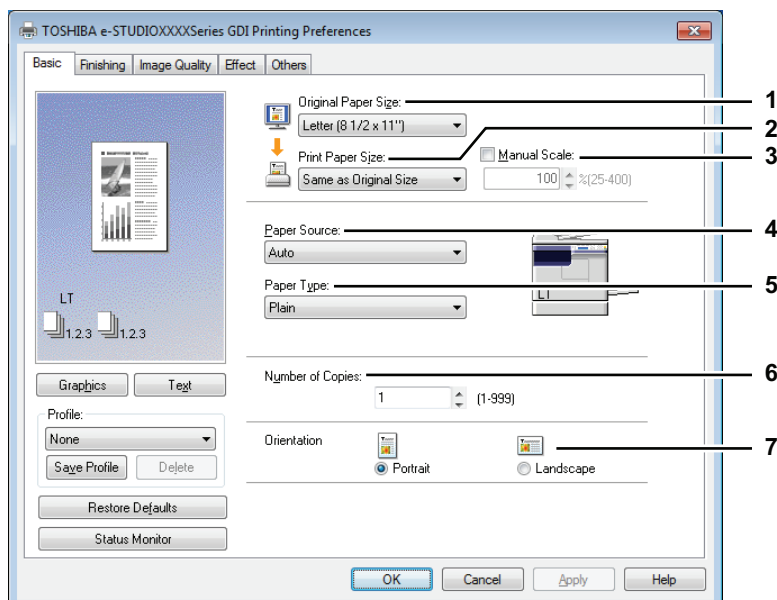 TOSHIBA e-STUDIOXXXXSeries GDI Printing Preferences
Basic Finishing Image Quality Effect Others
Original Paper Size: 1
Letter (8 1/2 x 11")
2
Print Paper Size: Manual Scale: 3
Same as Original Size 100 %(25-400)
Paper Source: 4
Auto
LT
Paper Type: 5
Plain
LT
1.2.3 1.2.3
Number of Copies: 6
1 (1-999)
Graphics Text
Profile:
None
Save Profile Delete
Orientation 7
Portrait Landscape
Restore Defaults
Status Monitor
OK Cancel Apply Help